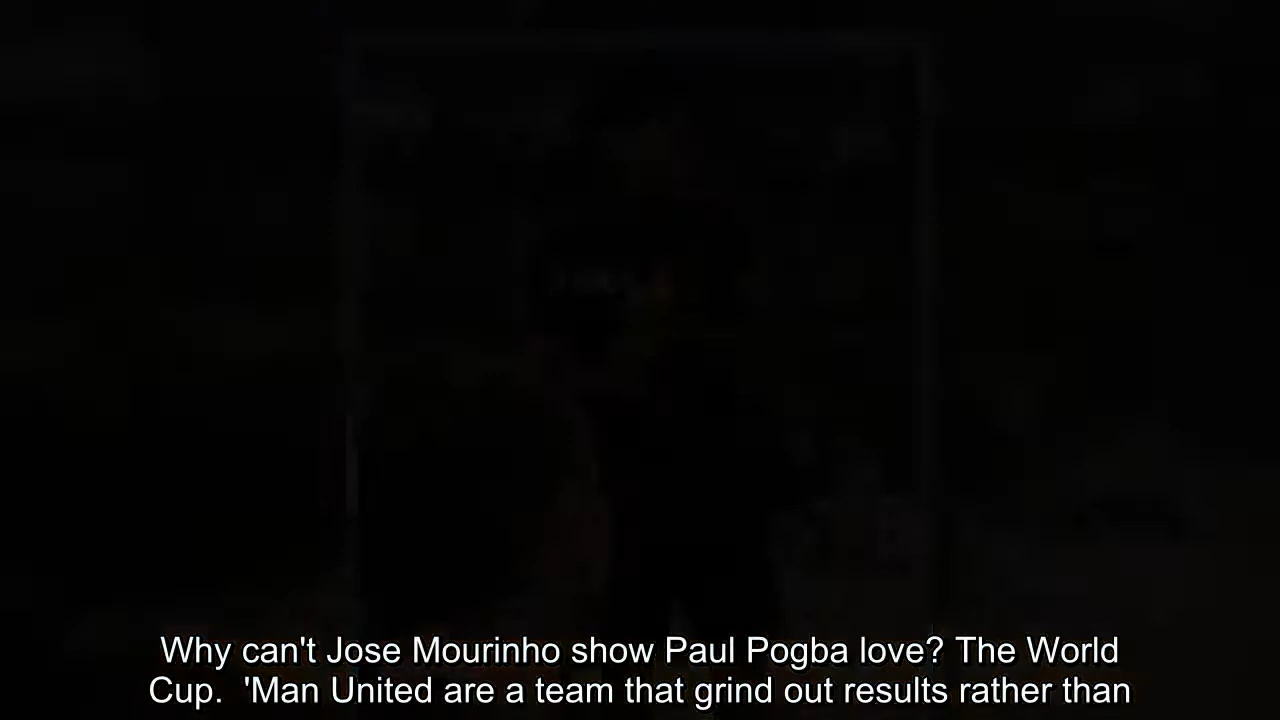 Why can't Jose Mourinho show Paul Pogba love? The World
Cup.  'Man United are a team that grind out results rather than